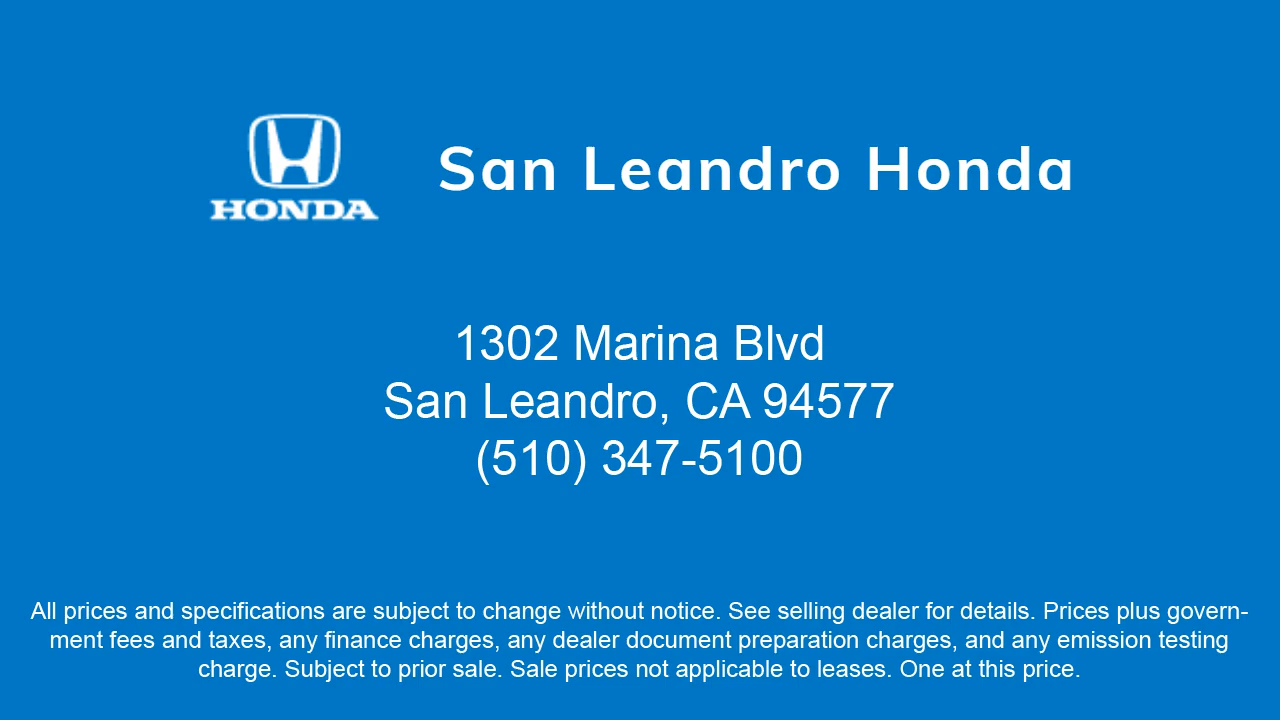 HONDA
San Leandro Honda
1302 Marina Blvd
San Leandro, CA 94577
(510) 347-5100
All prices and specifications are subject to change without notice. See selling dealer for details. Prices plus govern-
ment fees and taxes, any finance charges, any dealer document preparation charges, and any emission testing
charge. Subject to prior sale. Sale prices not applicable to leases. One at this price.